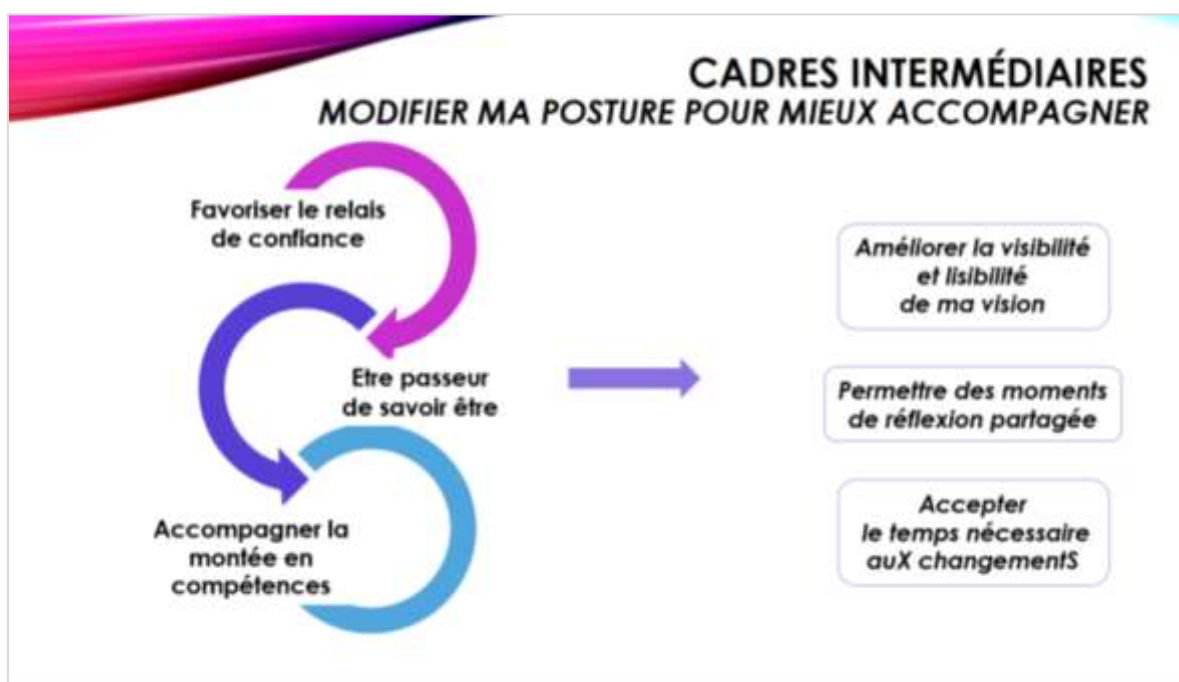 CADRES INTERMÉDIAIRES
MODIFIER MA POSTURE POUR MIEUX ACCOMPAGNER
Favoriser le relais
de confiance
Etre passeur
de savoir être
Accompagner la
montée en
compétences
Améliorer la visibilité
et lisibilité
de ma vision
Permettre des moments
de réflexion partagée
Accepter
le temps nécessaire
auX changementS